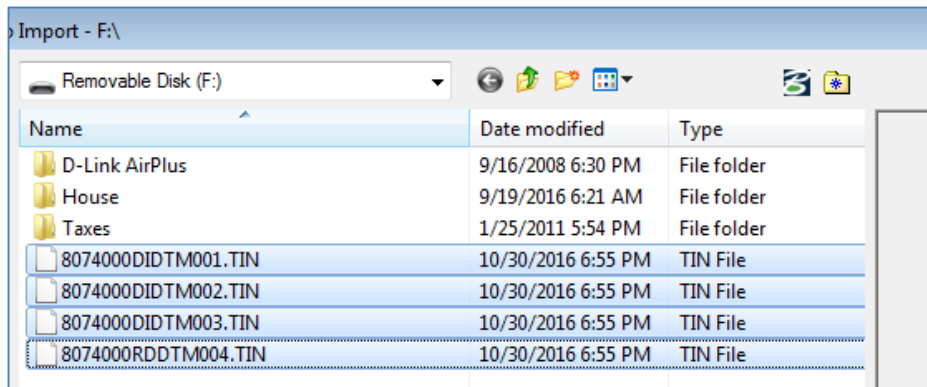 Import - F:\
Removable Disk (F:)
Name Date modified Type
D-Link AirPlus 9/16/2008 6:30 PM File folder
House 9/19/2016 6:21 AM File folder
Taxes 1/25/2011 5:54 PM File folder
8074000DIDTM001.TIN 10/30/2016 6:55 PM TIN File
8074000DIDTM002.TIN 10/30/2016 6:55 PM TIN File
8074000DIDTM003.TIN 10/30/2016 6:55 PM TIN File
8074000RDDTM004.TIN 10/30/2016 6:55 PM TIN File